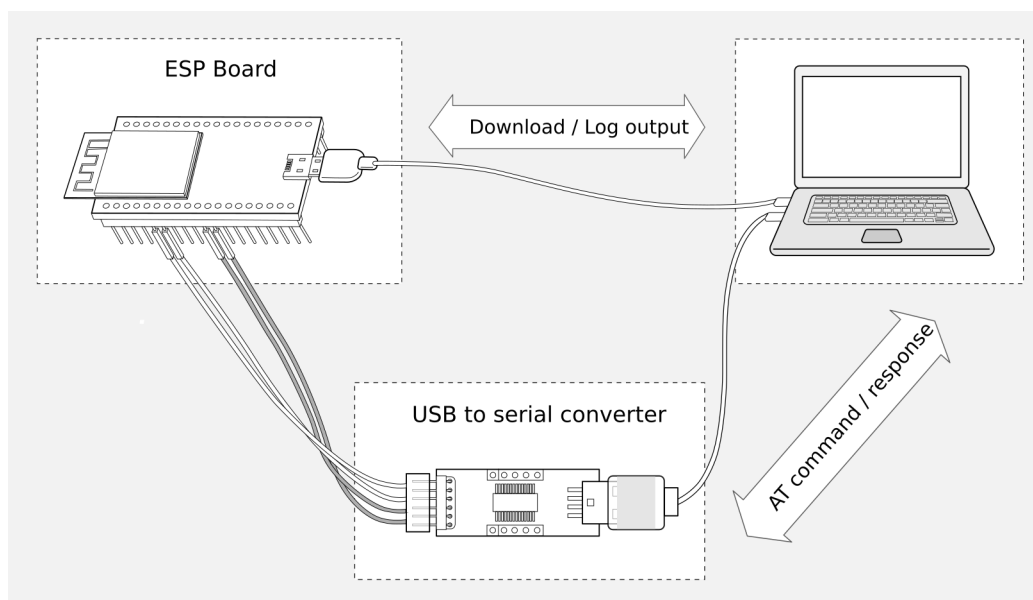 ESP Board
Download / Log output
USB to serial converter
AT command / response